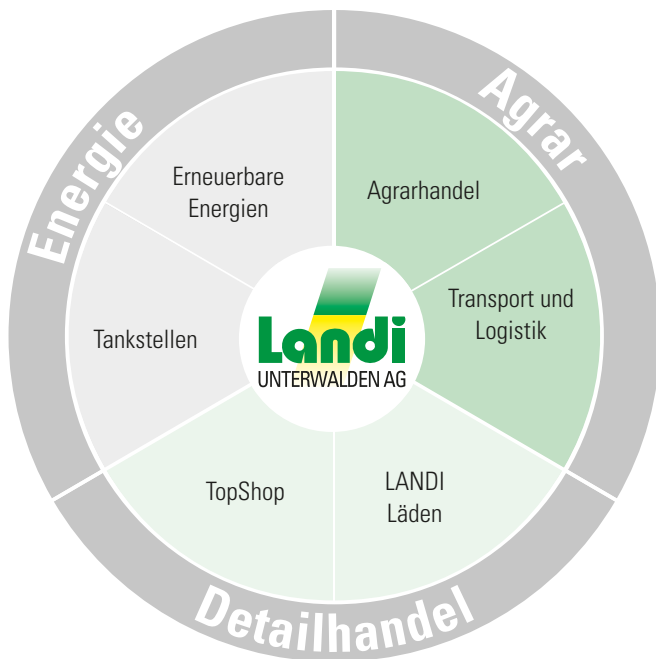 Energie
Agrar
Erneuerbare
Energien
Agrarhandel
Tankstellen
Transport und
Logistik
Landi
UNTERWALDEN AG
TopShop
LANDI
Läden
Detailhandel